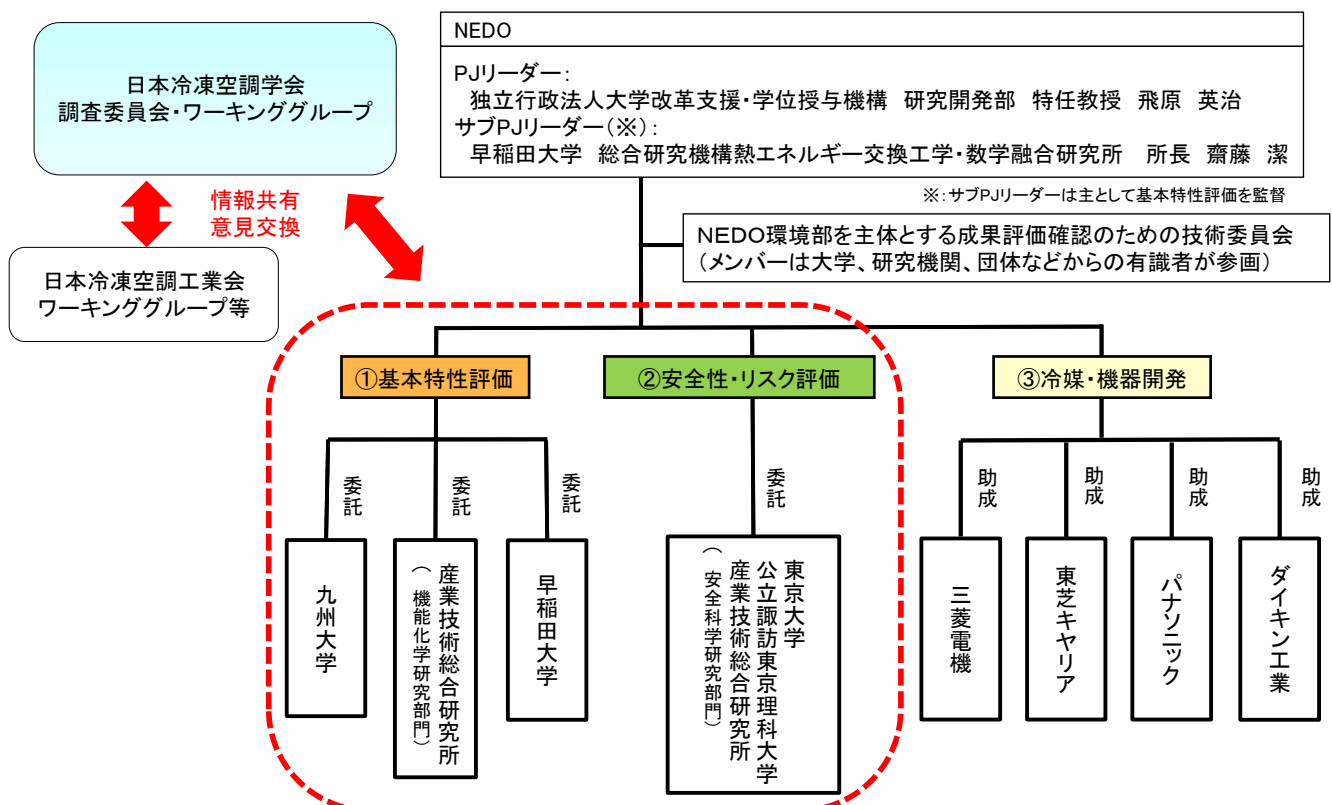 日本冷凍空調学会
調査委員会・ワーキンググループ
情報共有
意見交換
日本冷凍空調工業会
ワーキンググループ等
NEDO
PJリーダー：
独立行政法人大学改革支援・学位授与機構 研究開発部 特任教授 飛原 英治
サブPJリーダー（※）：
早稲田大学 総合研究機構熱エネルギー交換工学・数学融合研究所 所長 齋藤 潔
※：サブPJリーダーは主として基本特性評価を監督
NEDO環境部を主体とする成果評価確認のための技術委員会
（メンバーは大学、研究機関、団体などからの有識者が参画）
①基本特性評価
②安全性・リスク評価
③冷媒・機器開発
委託
委託
委託
委託
助成
助成
助成
助成
九州大学
産業技術総合研究所
（機能化学研究部門）
早稲田大学
東京大学
公立諏訪東京理科大学
産業技術総合研究所
（安全科学研究部門）
三菱電機
東芝キヤリア
パナソニック
ダイキン工業